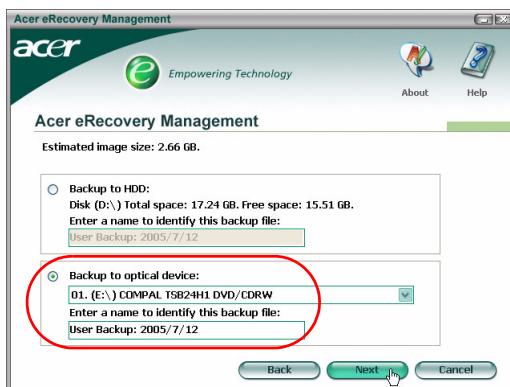 Acer eRecovery Management
acer
e Empowering Technology
About Help
Acer eRecovery Management
Estimated image size: 2.66 GB.
Backup to HDD:
Disk (D:\) Total space: 17.24 GB. Free space: 15.51 GB.
Enter a name to identify this backup file:
User Backup: 2005/7/12
Backup to optical device:
01. (E:\) COMPAL TSB24H1 DVD/CDRW
Enter a name to identify this backup file:
User Backup: 2005/7/12
Back Next Cancel